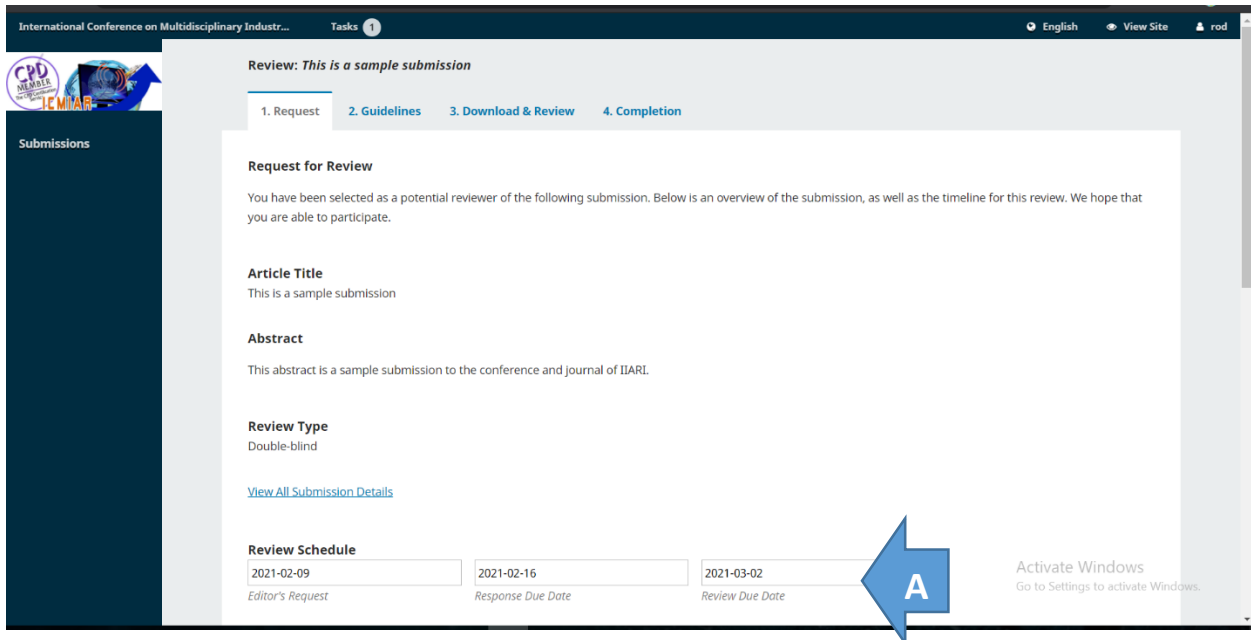 International Conference on Multidisciplinary Industr...
Tasks 1
English
View Site
rod
CPD
MEMBER
Submissions
Review: This is a sample submission
1. Request
2. Guidelines
3. Download & Review
4. Completion
Request for Review
You have been selected as a potential reviewer of the following submission. Below is an overview of the submission, as well as the timeline for this review. We hope that
you are able to participate.
Article Title
This is a sample submission
Abstract
This abstract is a sample submission to the conference and journal of IIARI.
Review Type
Double-blind
View All Submission Details
Review Schedule
2021-02-09
2021-02-16
2021-03-02
Editor's Request
Response Due Date
Review Due Date
A
Activate Windows
Go to Settings to activate Windows.